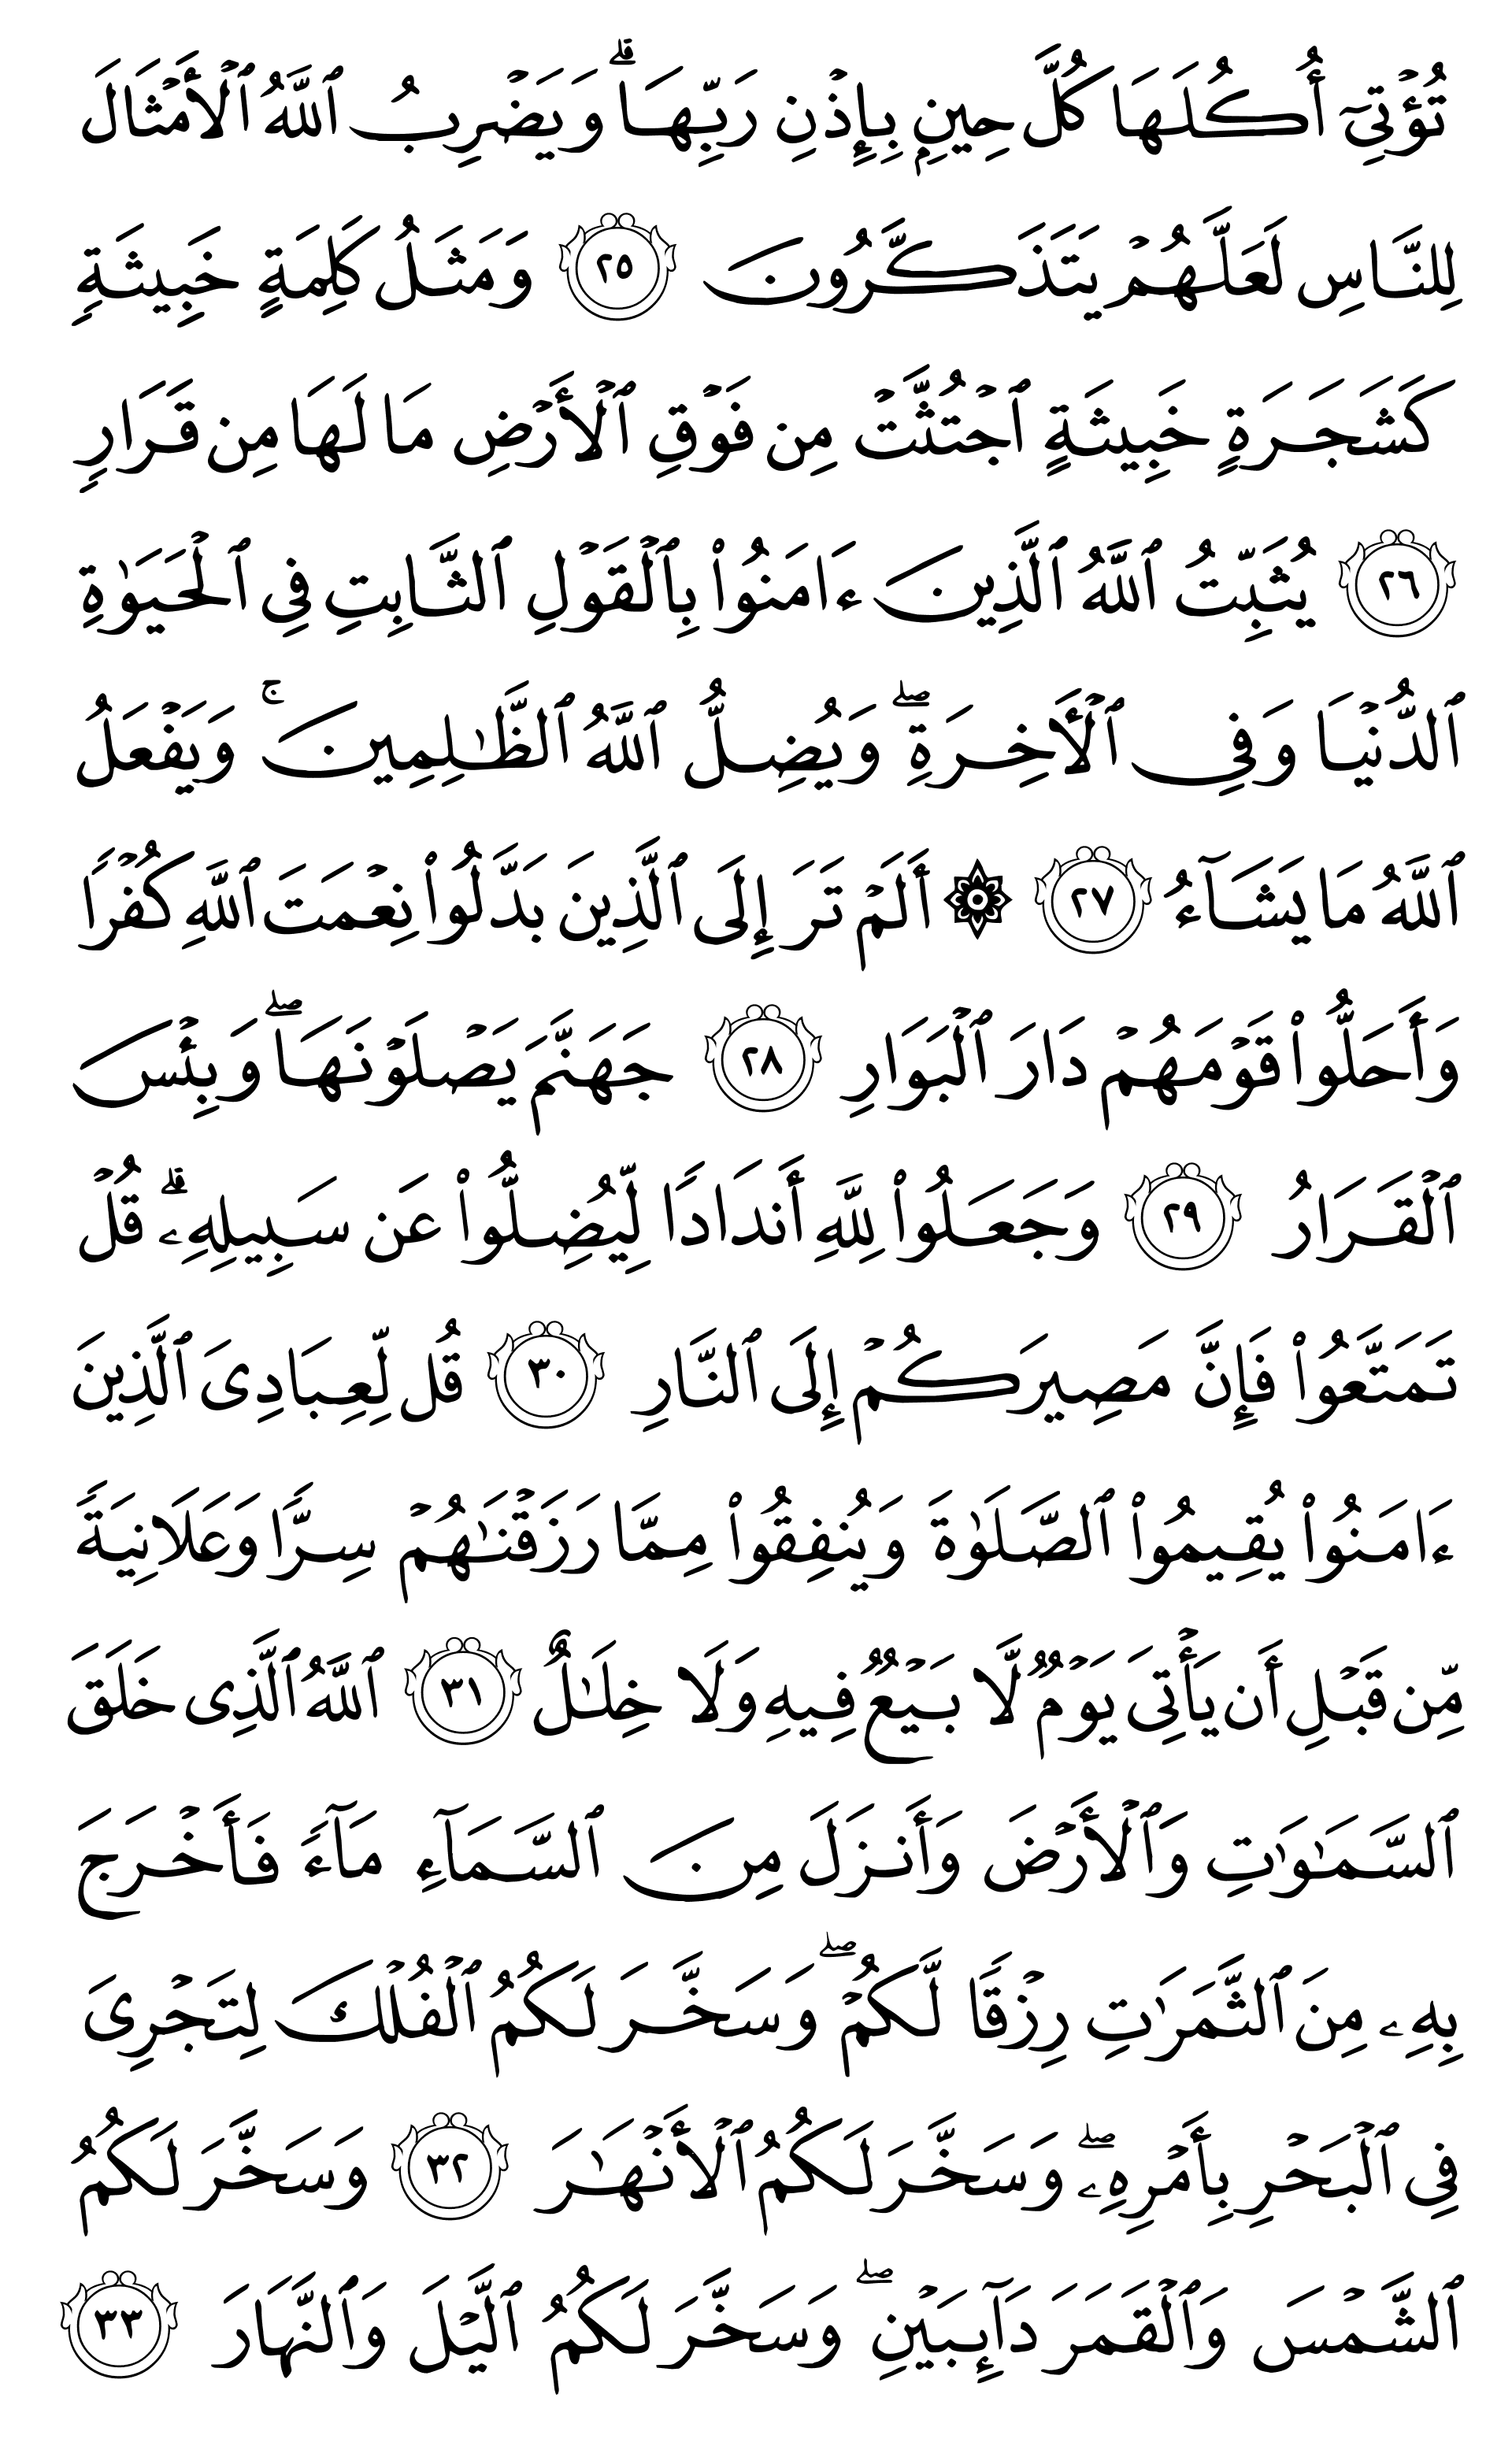 تُؤۡتِيٓ أُكُلَهَا كُلَّ حِينِۭ بِإِذۡنِ رَبِّهَاۗ وَيَضۡرِبُ ٱللَّهُ ٱلۡأَمۡثَالَ
لِلنَّاسِ لَعَلَّهُمۡ يَتَذَكَّرُونَ ٢٥ وَمَثَلُ كَلِمَةٍ خَبِيثَةٖ
كَشَجَرَةٍ خَبِيثَةٍ ٱجۡتُثَّتۡ مِن فَوۡقِ ٱلۡأَرۡضِ مَا لَهَا مِن قَرَارٖ
٢٦ يُثَبِّتُ ٱللَّهُ ٱلَّذِينَ ءَامَنُواْ بِٱلۡقَوۡلِ ٱلثَّابِتِ فِي ٱلۡحَيَوٰةِ
ٱلدُّنۡيَا وَفِي ٱلۡأٓخِرَةِۖ وَيُضِلُّ ٱللَّهُ ٱلظَّٰلِمِينَۚ وَيَفۡعَلُ
ٱللَّهُ مَا يَشَآءُ ٢٧ ۞ أَلَمۡ تَرَ إِلَى ٱلَّذِينَ بَدَّلُواْ نِعۡمَتَ ٱللَّهِ كُفۡرٗا
وَأَحَلُّواْ قَوۡمَهُمۡ دَارَ ٱلۡبَوَارِ ٢٨ جَهَنَّمَ يَصۡلَوۡنَهَاۖ وَبِئۡسَ
ٱلۡقَرَارُ ٢٩ وَجَعَلُواْ لِلَّهِ أَندَادٗا لِّيُضِلُّواْ عَن سَبِيلِهِۦۗ قُلۡ
تَمَتَّعُواْ فَإِنَّ مَصِيرَكُمۡ إِلَى ٱلنَّارِ ٣٠ قُل لِّعِبَادِيَ ٱلَّذِينَ
ءَامَنُواْ يُقِيمُواْ ٱلصَّلَوٰةَ وَيُنفِقُواْ مِمَّا رَزَقۡنَٰهُمۡ سِرّٗا وَعَلَانِيَةٗ
مِّن قَبۡلِ أَن يَأۡتِيَ يَوۡمٞ لَّا بَيۡعٞ فِيهِ وَلَا خِلَٰلٌ ٣١ ٱللَّهُ ٱلَّذِي خَلَقَ
ٱلسَّمَٰوَٰتِ وَٱلۡأَرۡضَ وَأَنزَلَ مِنَ ٱلسَّمَآءِ مَآءٗ فَأَخۡرَجَ
بِهِۦ مِنَ ٱلثَّمَرَٰتِ رِزۡقٗا لَّكُمۡۖ وَسَخَّرَ لَكُمُ ٱلۡفُلۡكَ لِتَجۡرِيَ
فِي ٱلۡبَحۡرِ بِأَمۡرِهِۦۖ وَسَخَّرَ لَكُمُ ٱلۡأَنۡهَٰرَ ٣٢ وَسَخَّرَ لَكُمُ
ٱلشَّمۡسَ وَٱلۡقَمَرَ دَآئِبَيۡنِۖ وَسَخَّرَ لَكُمُ ٱلَّيۡلَ وَٱلنَّهَارَ ٣٣